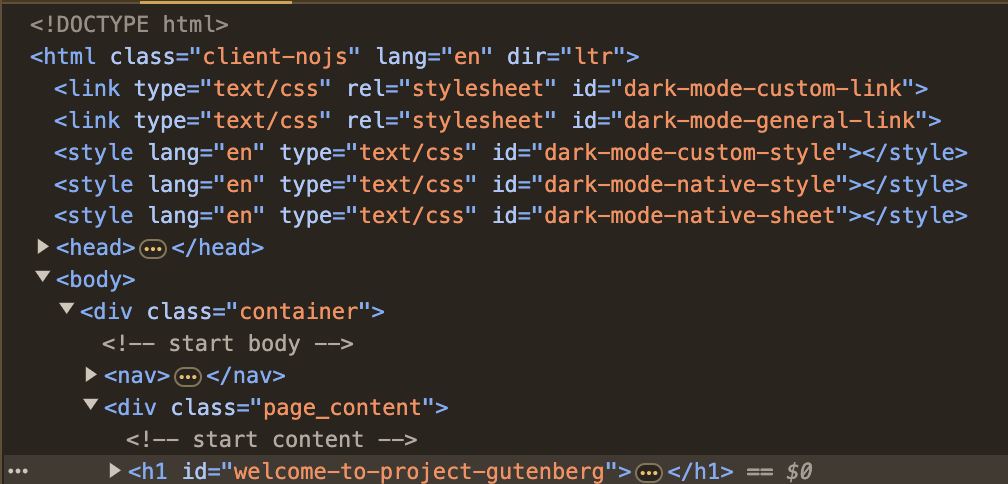 <!DOCTYPE html>
<html class="client-nojs" lang="en" dir="ltr">
<link type="text/css" rel="stylesheet" id="dark-mode-custom-link">
<link type="text/css" rel="stylesheet" id="dark-mode-general-link">
<style lang="en" type="text/css" id="dark-mode-custom-style"></style>
<style lang="en" type="text/css" id="dark-mode-native-style"></style>
<style lang="en" type="text/css" id="dark-mode-native-sheet"></style>
▶ <head>…</head>
▼ <body>
▼ <div class="container">
<!-- start body -->
▶ <nav>…</nav>
▼ <div class="page_content">
<!-- start content -->
… ▶ <h1 id="welcome-to-project-gutenberg">…</h1> == $0